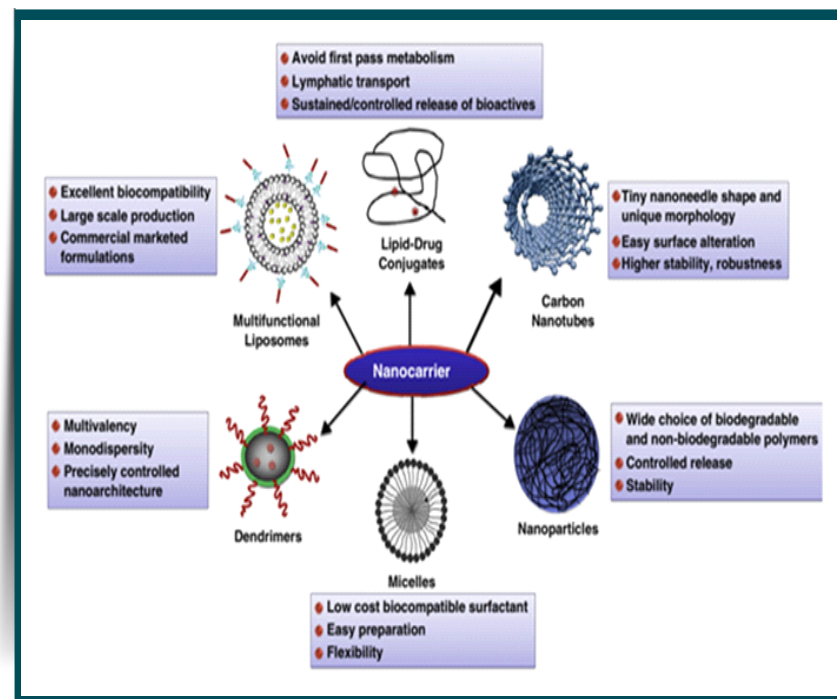 Avoid first pass metabolism
Lymphatic transport
Sustained/controlled release of bioactives
Excellent biocompatibility
Large scale production
Commercial marketed
formulations
Multifunctional
Liposomes
Lipid-Drug
Conjugates
Carbon
Nanotubes
Tiny nanoneedle shape and
unique morphology
Easy surface alteration
Higher stability, robustness
Nanocarrier
Multivalency
Monodispersity
Precisely controlled
nanoarchitecture
Dendrimers
Micelles
Nanoparticles
Wide choice of biodegradable
and non-biodegradable polymers
Controlled release
Stability
Low cost biocompatible surfactant
Easy preparation
Flexibility